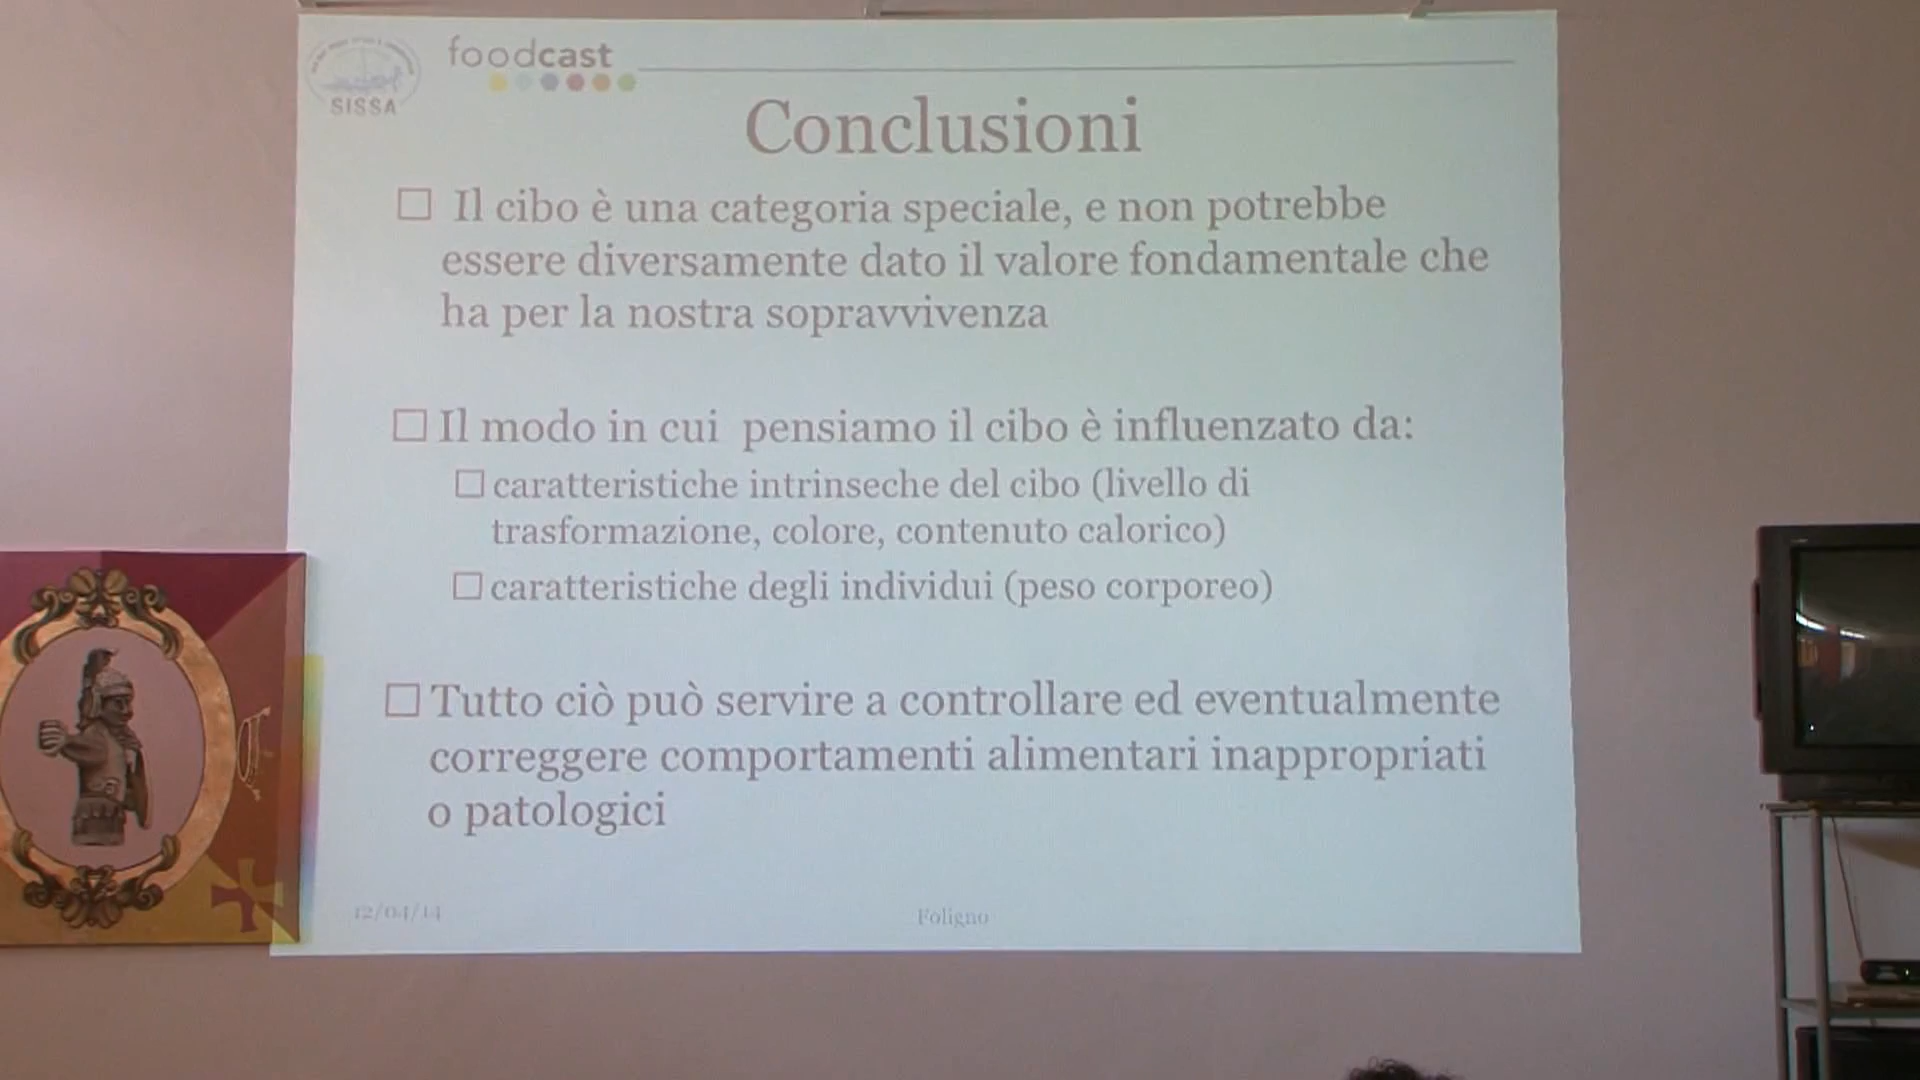 foodcast
SISSA
Conclusioni
Il cibo è una categoria speciale, e non potrebbe
essere diversamente dato il valore fondamentale che
ha per la nostra sopravvivenza
Il modo in cui pensiamo il cibo è influenzato da:
caratteristiche intrinseche del cibo (livello di
trasformazione, colore, contenuto calorico)
caratteristiche degli individui (peso corporeo)
Tutto ciò può servire a controllare ed eventualmente
correggere comportamenti alimentari inappropriati
o patologici
12/04/14
Foligno